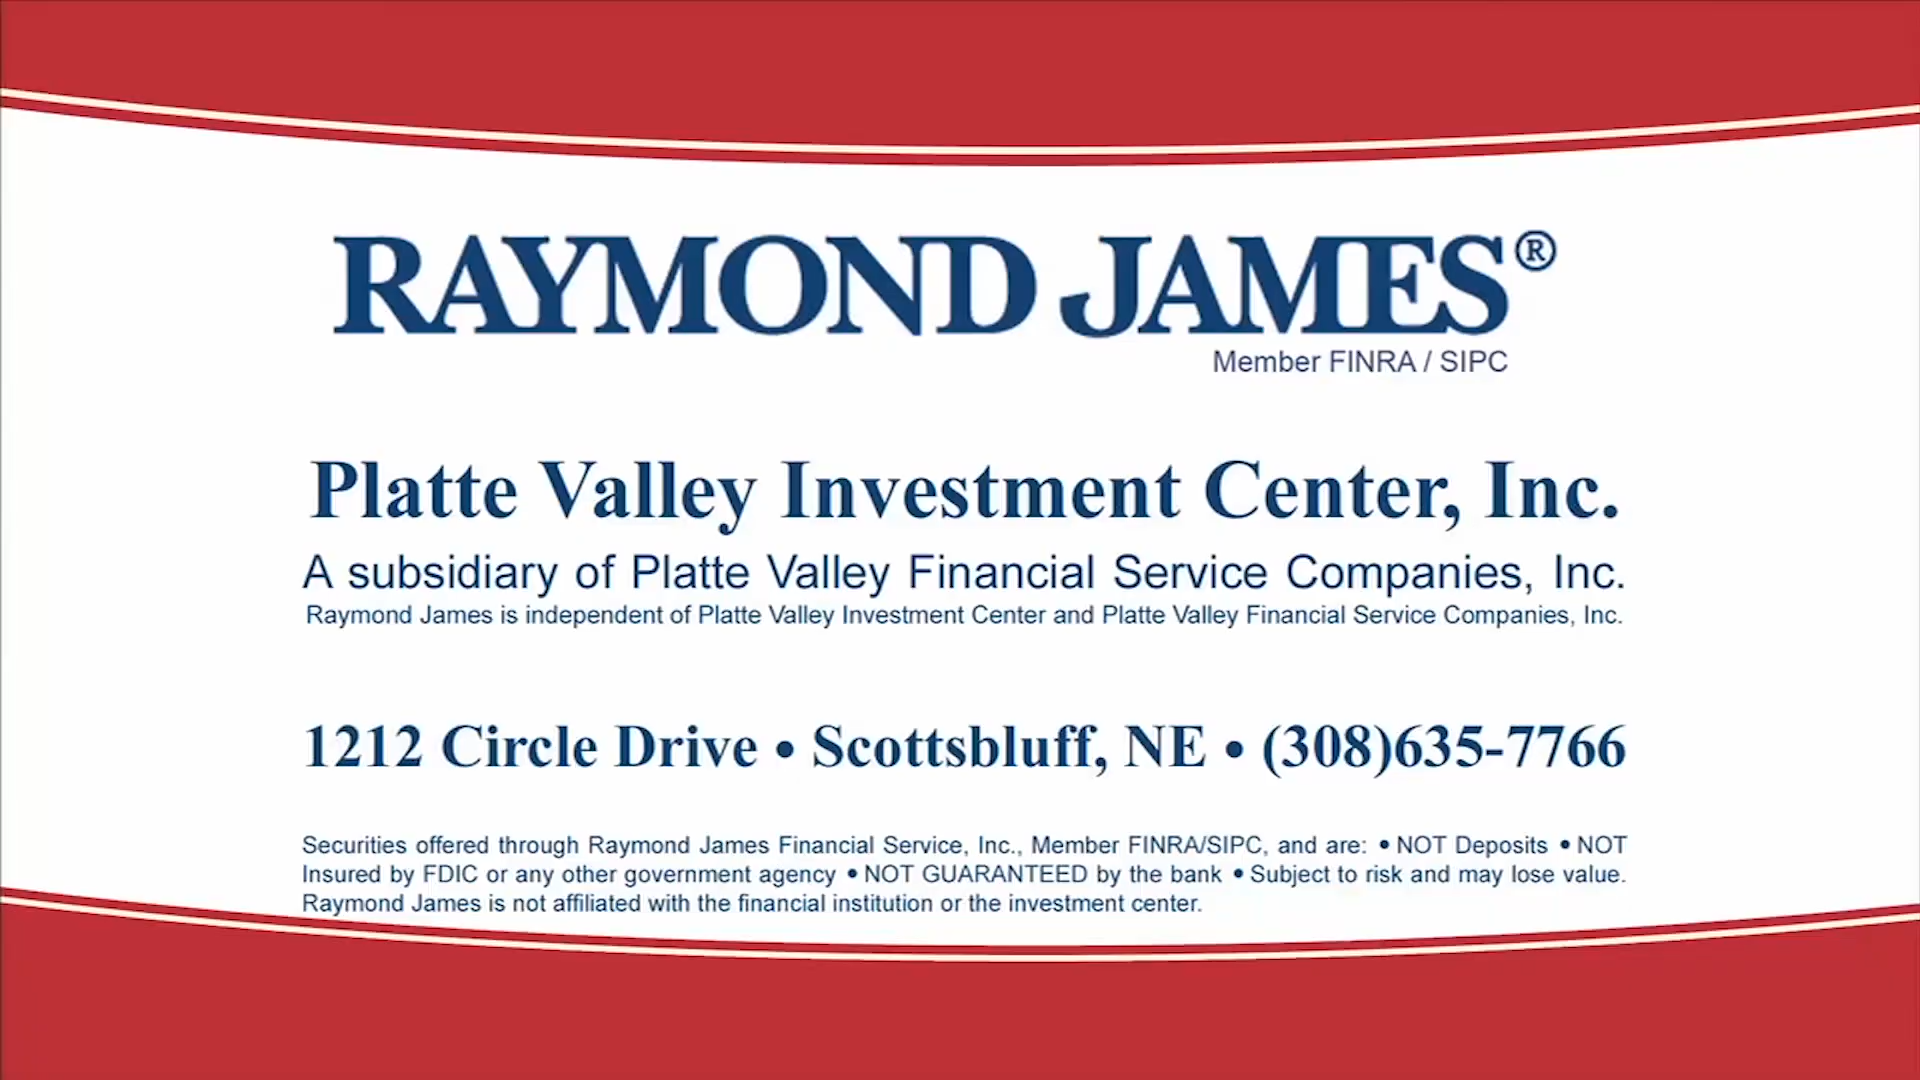 RAYMOND JAMES®
Member FINRA / SIPC
Platte Valley Investment Center, Inc.
A subsidiary of Platte Valley Financial Service Companies, Inc.
Raymond James is independent of Platte Valley Investment Center and Platte Valley Financial Service Companies, Inc.
1212 Circle Drive • Scottsbluff, NE • (308)635-7766
Securities offered through Raymond James Financial Service, Inc., Member FINRA/SIPC, and are: • NOT Deposits • NOT
Insured by FDIC or any other government agency • NOT GUARANTEED by the bank • Subject to risk and may lose value.
Raymond James is not affiliated with the financial institution or the investment center.